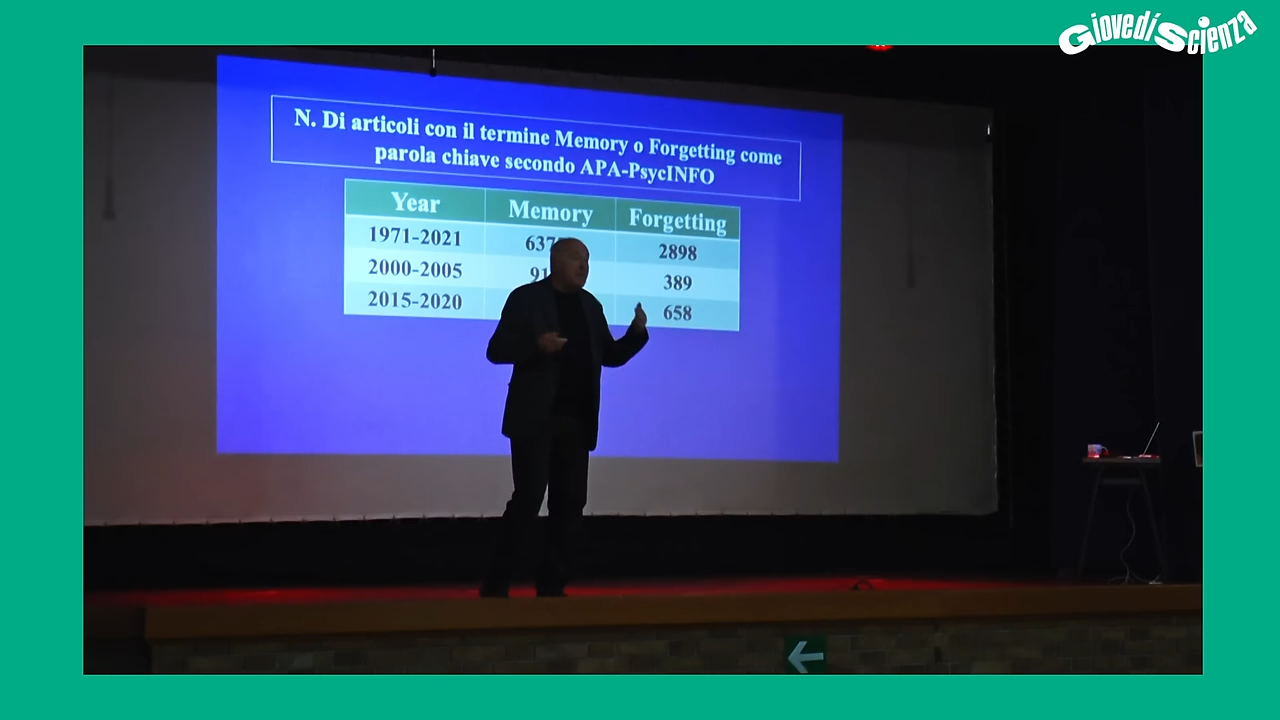 GiovedìScienza
N. Di articoli con il termine Memory o Forgetting come
parola chiave secondo APA-PsycINFO
Year Memory Forgetting
1971-2021 2898
2000-2005 389
2015-2020 658